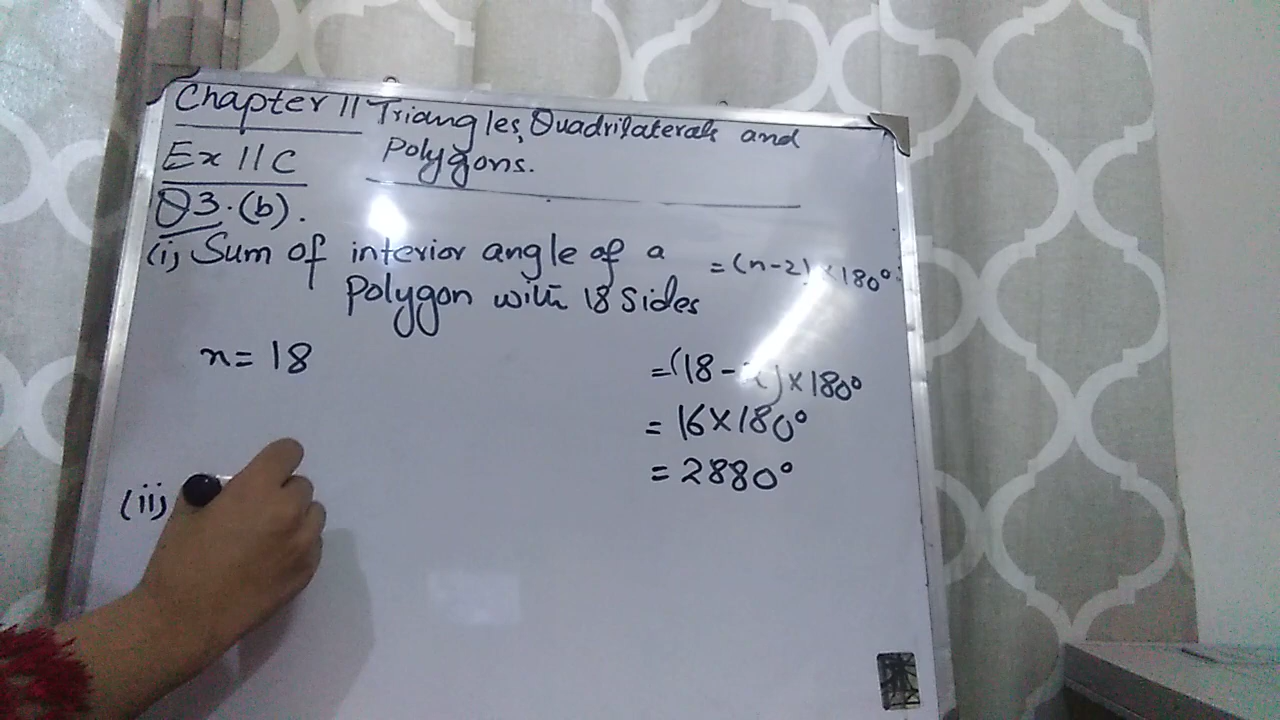 Chapter 11 Triangles, Quadrilaterals and
Polygons.
Ex 11C
Q3.(b).
(i) Sum of interior angle of a
Polygon with 18 Sides
= (n-2) × 180°
n = 18
= (18 - 2) × 180°
= 16 × 180°
= 2880°
(ii)